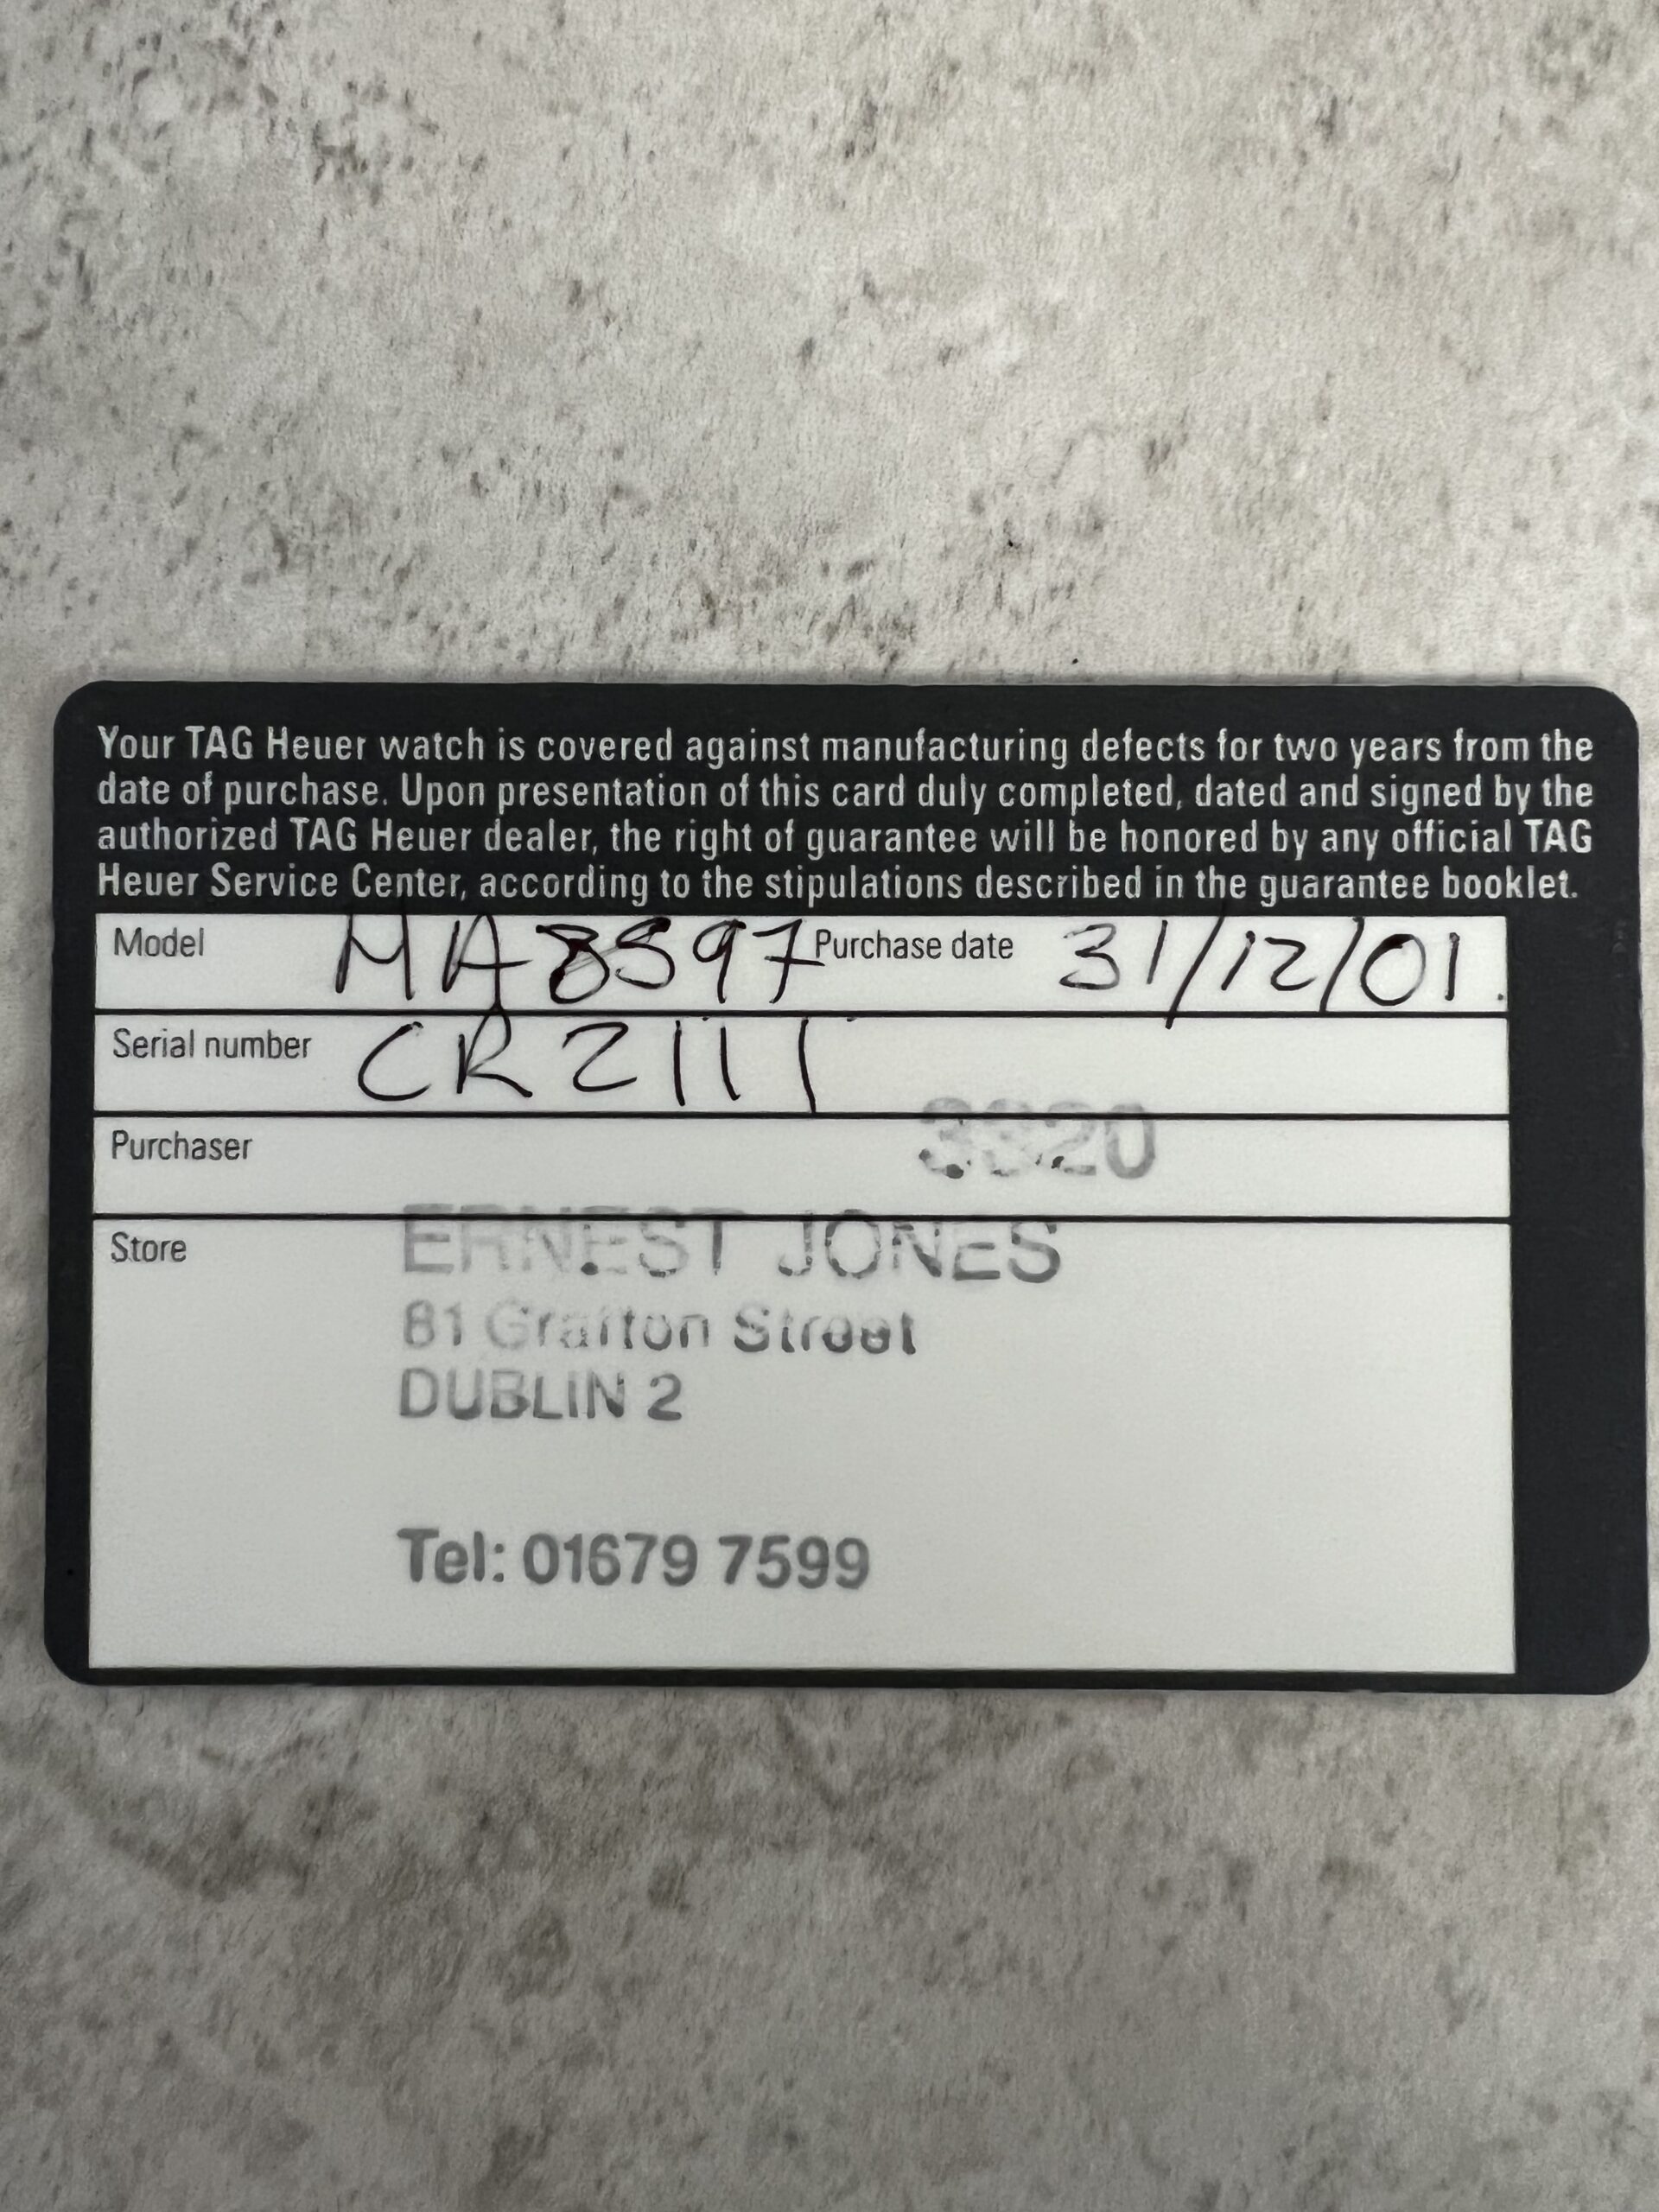 Your TAG Heuer watch is covered against manufacturing defects for two years from the
date of purchase. Upon presentation of this card duly completed, dated and signed by the
authorized TAG Heuer dealer, the right of guarantee will be honored by any official TAG
Heuer Service Center, according to the stipulations described in the guarantee booklet.
Model MA8597 Purchase date 31/12/01.
Serial number CR2111
3320
Purchaser
ERNEST JONES
Store
81 Grafton Street
DUBLIN 2
Tel: 01679 7599